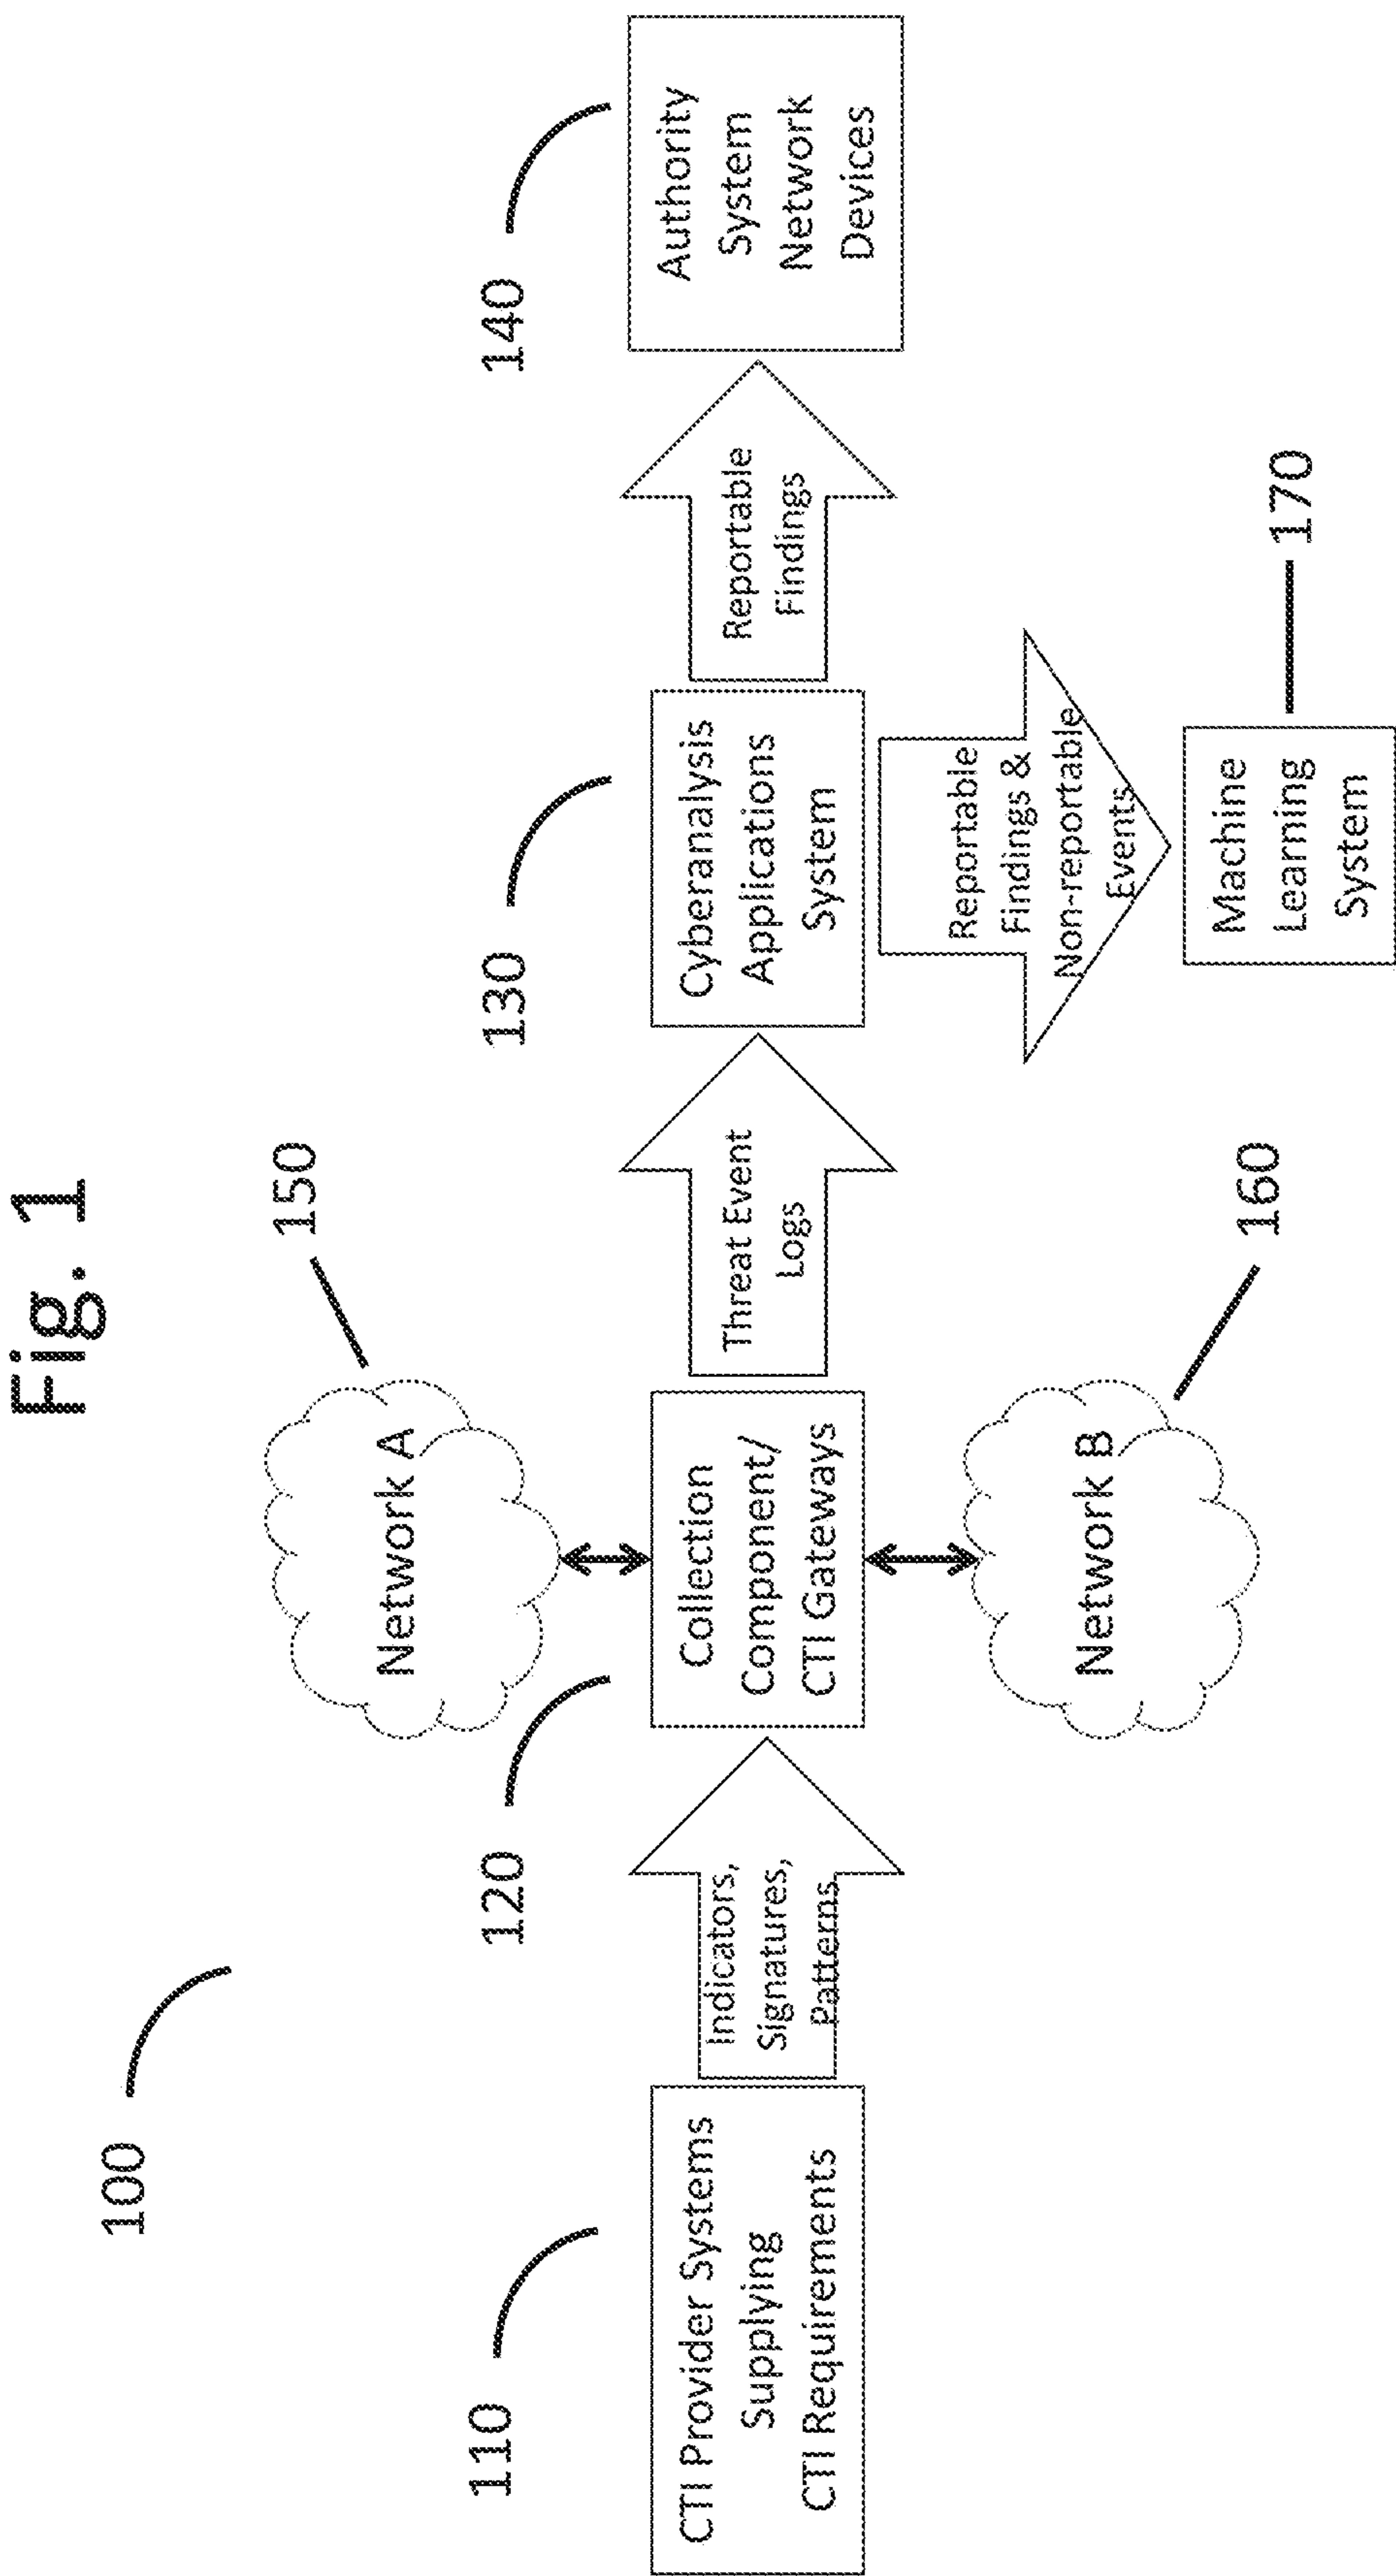 Fig. 1
100
110
CTI Provider Systems
Supplying
CTI Requirements
Indicators,
Signatures,
Patterns
120
Collection
Component/
CTI Gateways
150
Network A
160
Network B
Threat Event
Logs
130
Cyberanalysis
Applications
System
Reportable
Findings
140
Authority
System
Network
Devices
Reportable
Findings &
Non-reportable
Events
170
Machine
Learning
System